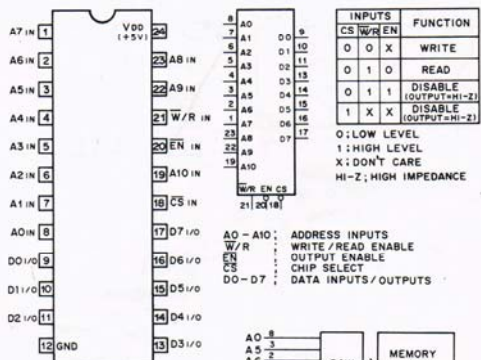 VDD
(+5V)
A7 IN 1
24
A6 IN 2
23 A8 IN
A5 IN 3
22 A9 IN
A4 IN 4
21 W/R IN
A3 IN 5
20 EN IN
A2 IN 6
19 A10 IN
A1 IN 7
18 CS IN
A0 IN 8
17 D7 I/O
D0 I/O 9
16 D6 I/O
D1 I/O 10
15 D5 I/O
D2 I/O 11
14 D4 I/O
12 GND
13 D3 I/O
8 A0
7 A1
6 A2
5 A3
4 A4
3 A5
2 A6
1 A7
23 A8
22 A9
19 A10
D0 9
D1 10
D2 11
D3 13
D4 14
D5 15
D6 16
D7 17
W/R EN CS
21 20 18
INPUTS FUNCTION
CS W/R EN
0 0 X WRITE
0 1 0 READ
0 1 1 DISABLE (OUTPUT=HI-Z)
1 X X DISABLE (OUTPUT=HI-Z)
0; LOW LEVEL
1; HIGH LEVEL
X; DON'T CARE
HI-Z; HIGH IMPEDANCE
A0-A10; ADDRESS INPUTS
W/R ; WRITE/READ ENABLE
EN ; OUTPUT ENABLE
CS ; CHIP SELECT
D0-D7 ; DATA INPUTS/OUTPUTS
A0 8
A5 3
2
MEMORY